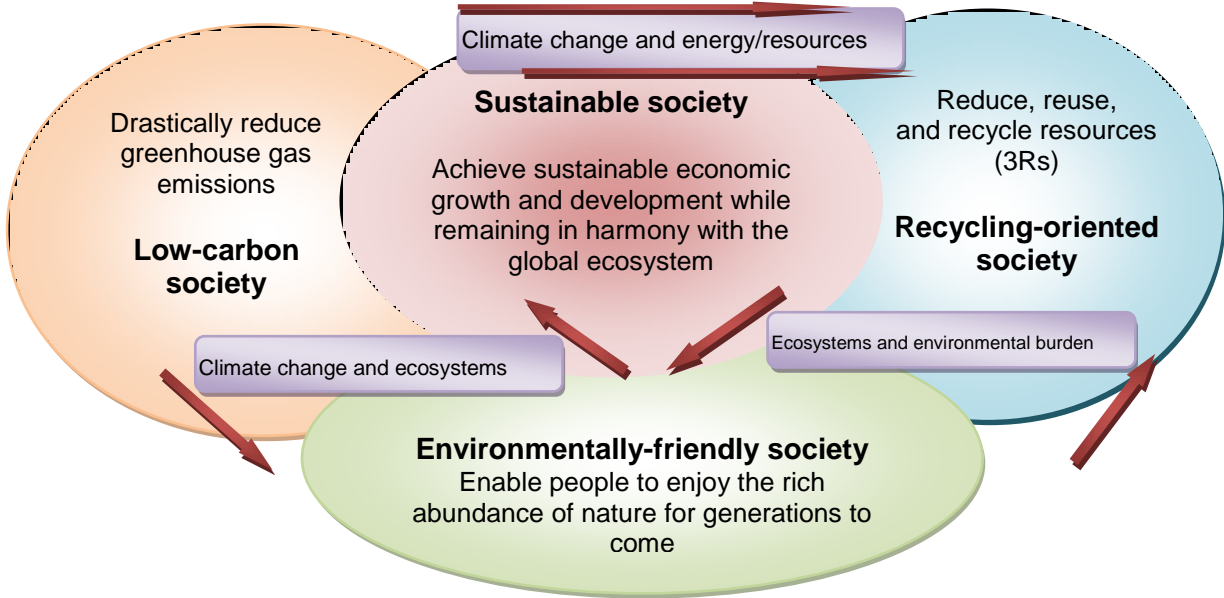 Climate change and energy/resources
Drastically reduce
greenhouse gas
emissions
Low-carbon
society
Sustainable society
Achieve sustainable economic
growth and development while
remaining in harmony with the
global ecosystem
Reduce, reuse,
and recycle resources
(3Rs)
Recycling-oriented
society
Climate change and ecosystems
Ecosystems and environmental burden
Environmentally-friendly society
Enable people to enjoy the rich
abundance of nature for generations to
come